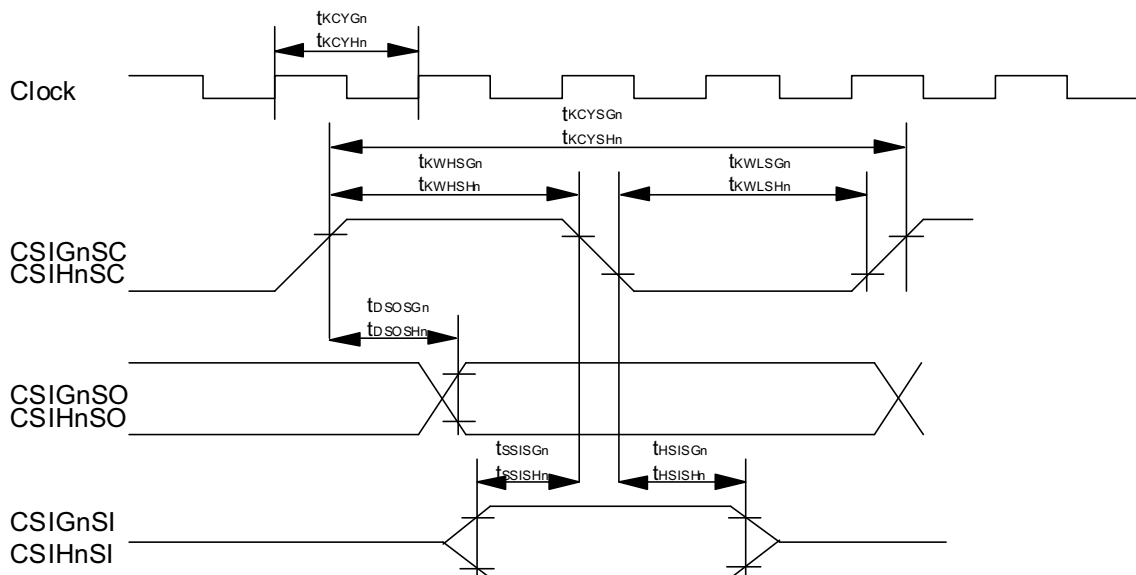 tKCYGn
tKCYHn
Clock
tKCYSGn
tKCYSHn
tKWHSGn
tKWHSHn
tKWLSGn
tKWLSHn
CSIGnSC
CSIHnSC
tDSOSGn
tDSOSHn
CSIGnSO
CSIHnSO
tSSISGn
tSSISHn
tHSISGn
tHSISHn
CSIGnSI
CSIHnSI